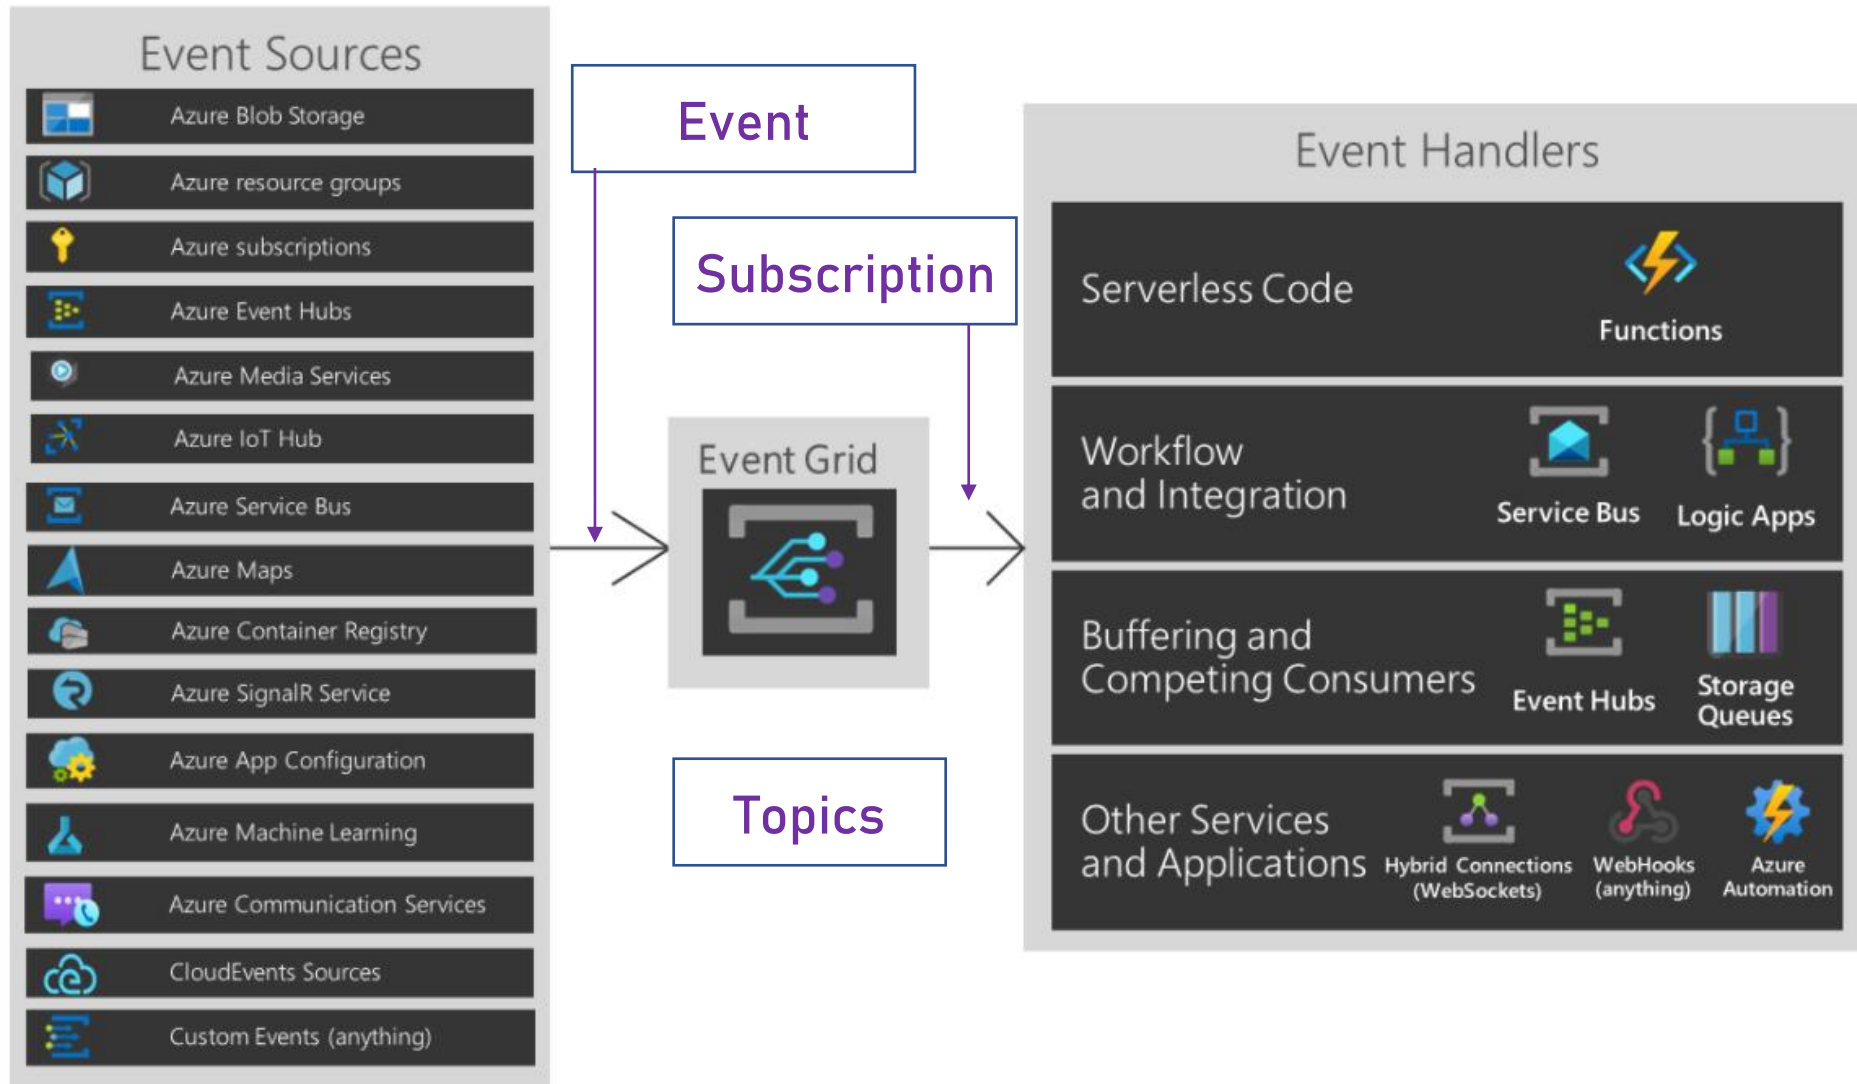 Event Sources
Azure Blob Storage
Azure resource groups
Azure subscriptions
Azure Event Hubs
Azure Media Services
Azure IoT Hub
Azure Service Bus
Azure Maps
Azure Container Registry
Azure SignalR Service
Azure App Configuration
Azure Machine Learning
Azure Communication Services
CloudEvents Sources
Custom Events (anything)
Event
Subscription
Event Grid
Topics
Event Handlers
Serverless Code
Functions
Workflow
and Integration
Service Bus
Logic Apps
Buffering and
Competing Consumers
Event Hubs
Storage
Queues
Other Services
and Applications
Hybrid Connections
(WebSockets)
WebHooks
(anything)
Azure
Automation